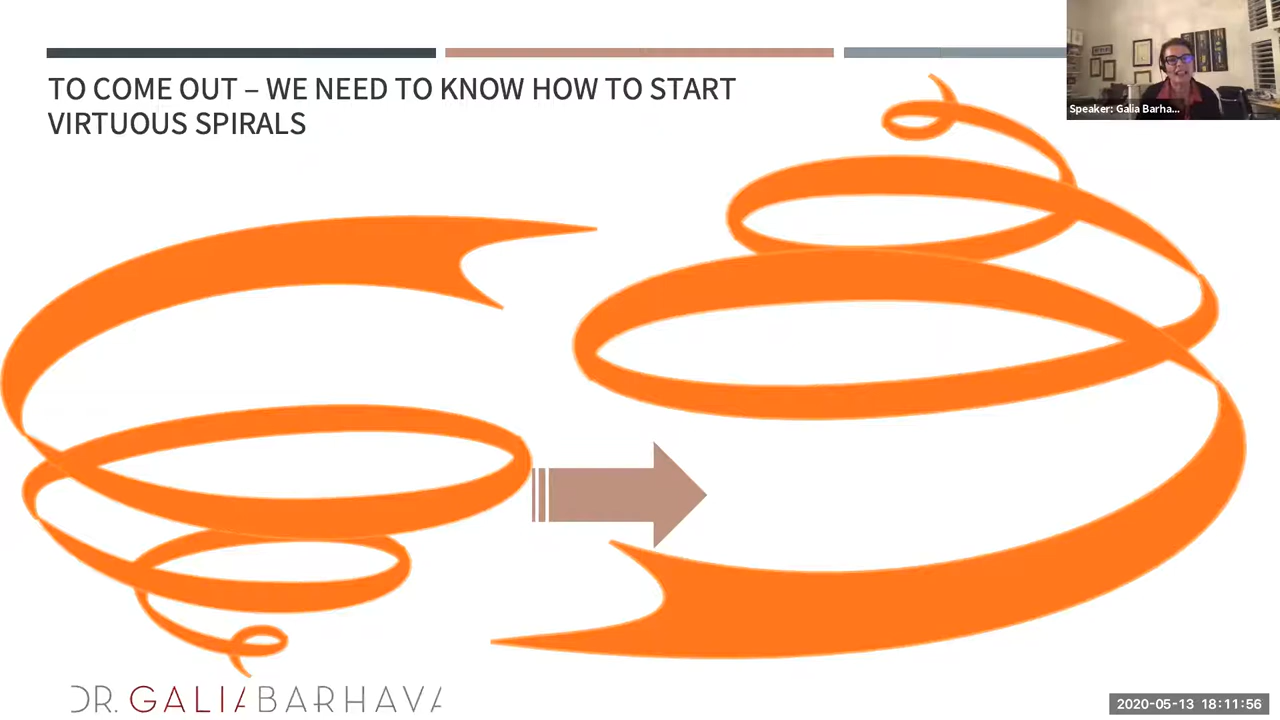 TO COME OUT – WE NEED TO KNOW HOW TO START
VIRTUOUS SPIRALS
Speaker: Galia Barha...
DR. GALIA BARHAVA
2020-05-13 18:11:56